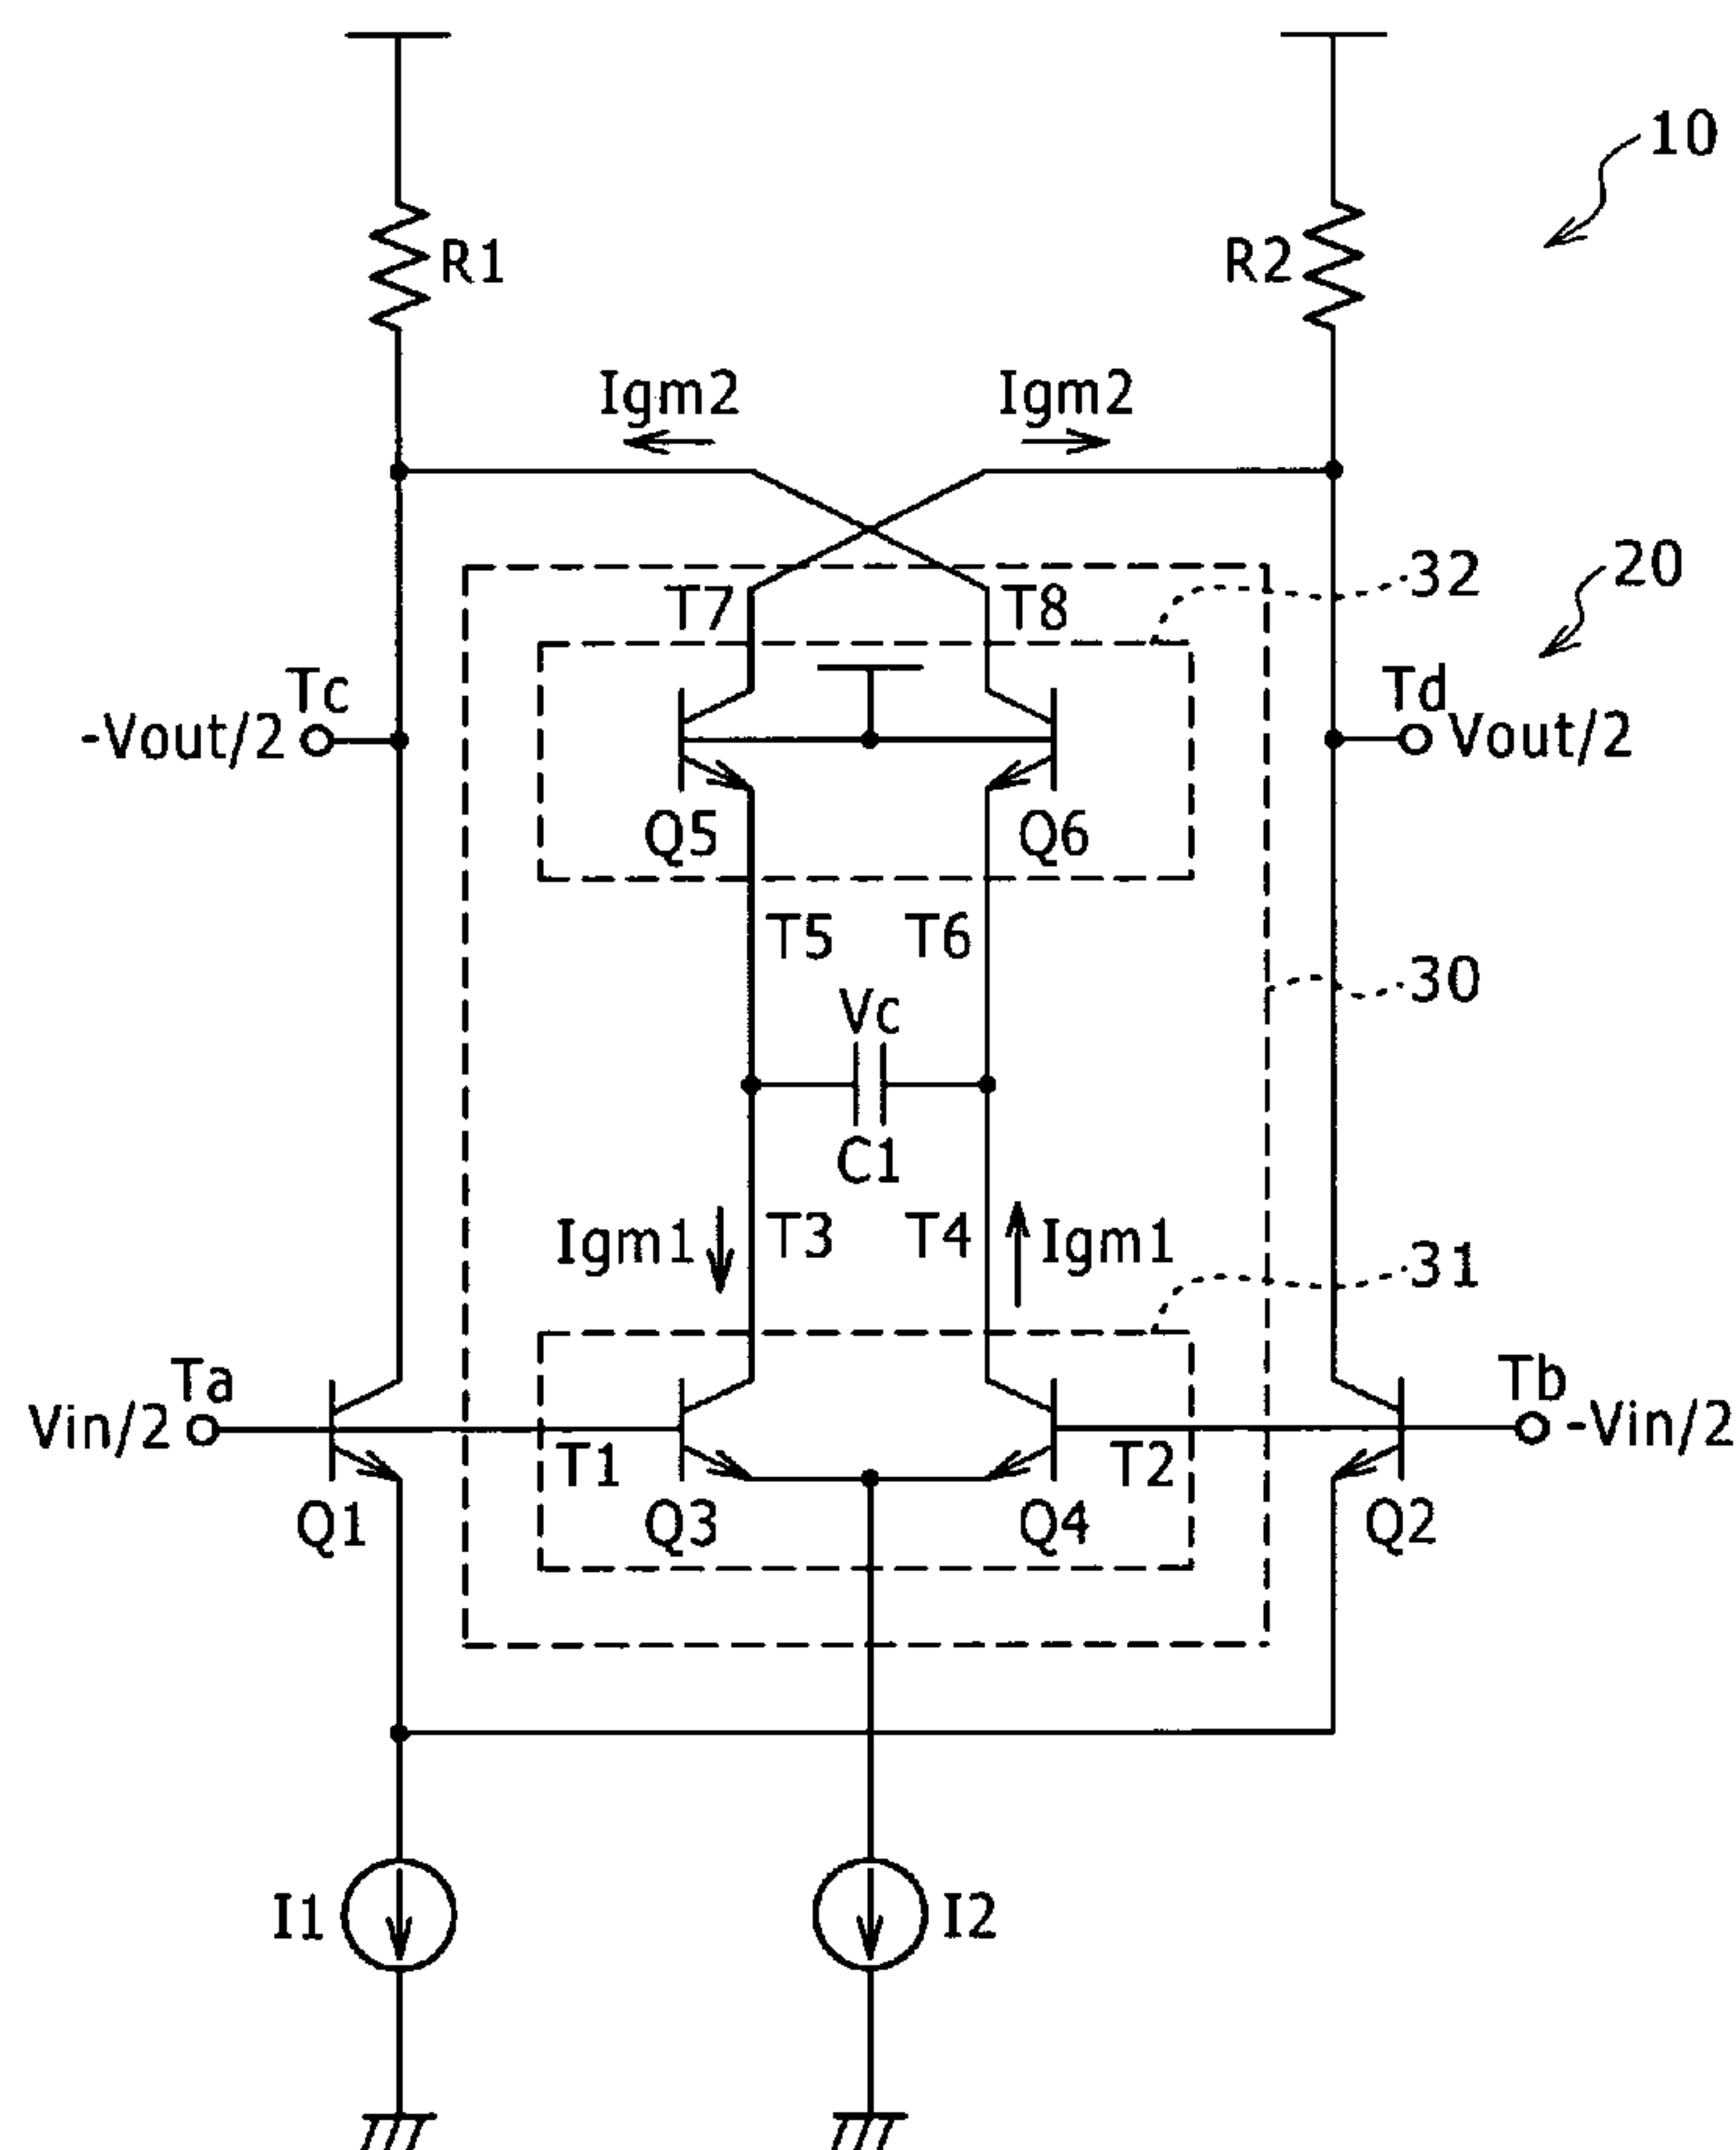 10
R1
R2
Igm2
Igm2
20
32
T7
T8
Tc
-Vout/2
Td
Vout/2
Q5
Q6
T5
T6
30
Vc
C1
Igm1
T3
T4
Igm1
31
Ta
Vin/2
Tb
-Vin/2
T1
T2
Q1
Q3
Q4
Q2
I1
I2